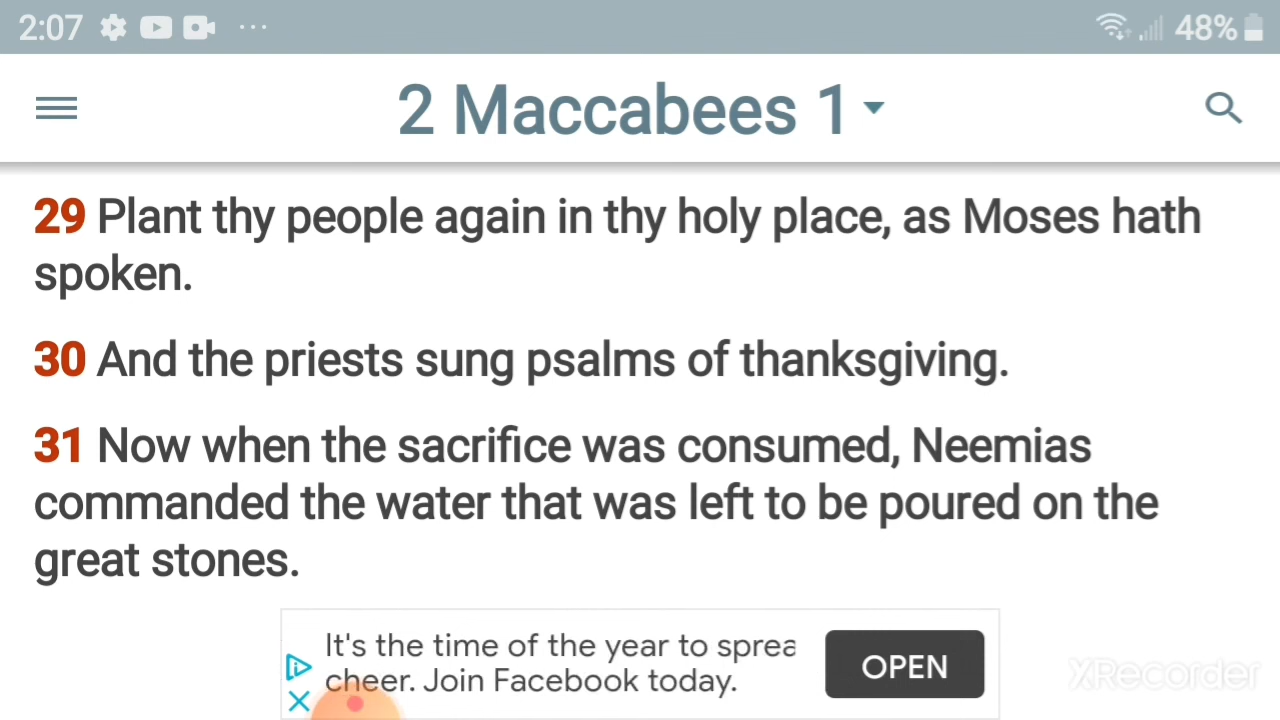 2:07 ... 48%
2 Maccabees 1
29 Plant thy people again in thy holy place, as Moses hath
spoken.
30 And the priests sung psalms of thanksgiving.
31 Now when the sacrifice was consumed, Neemias
commanded the water that was left to be poured on the
great stones.
It's the time of the year to sprea
cheer. Join Facebook today.
OPEN
XRecorder